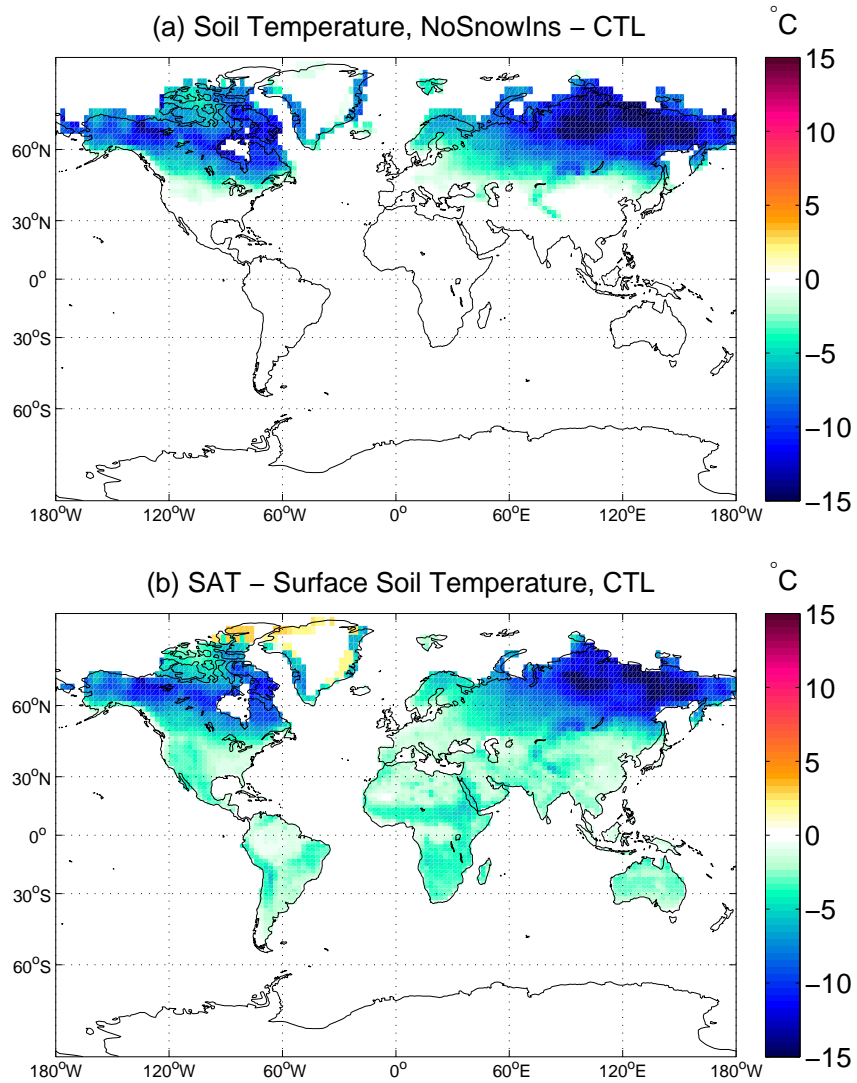 (a) Soil Temperature, NoSnowIns – CTL
°C
15
10
5
0
−5
−10
−15
60°N
30°N
0°
30°S
60°S
180°W 120°W 60°W 0° 60°E 120°E 180°W
(b) SAT – Surface Soil Temperature, CTL
°C
15
10
5
0
−5
−10
−15
60°N
30°N
0°
30°S
60°S
180°W 120°W 60°W 0° 60°E 120°E 180°W